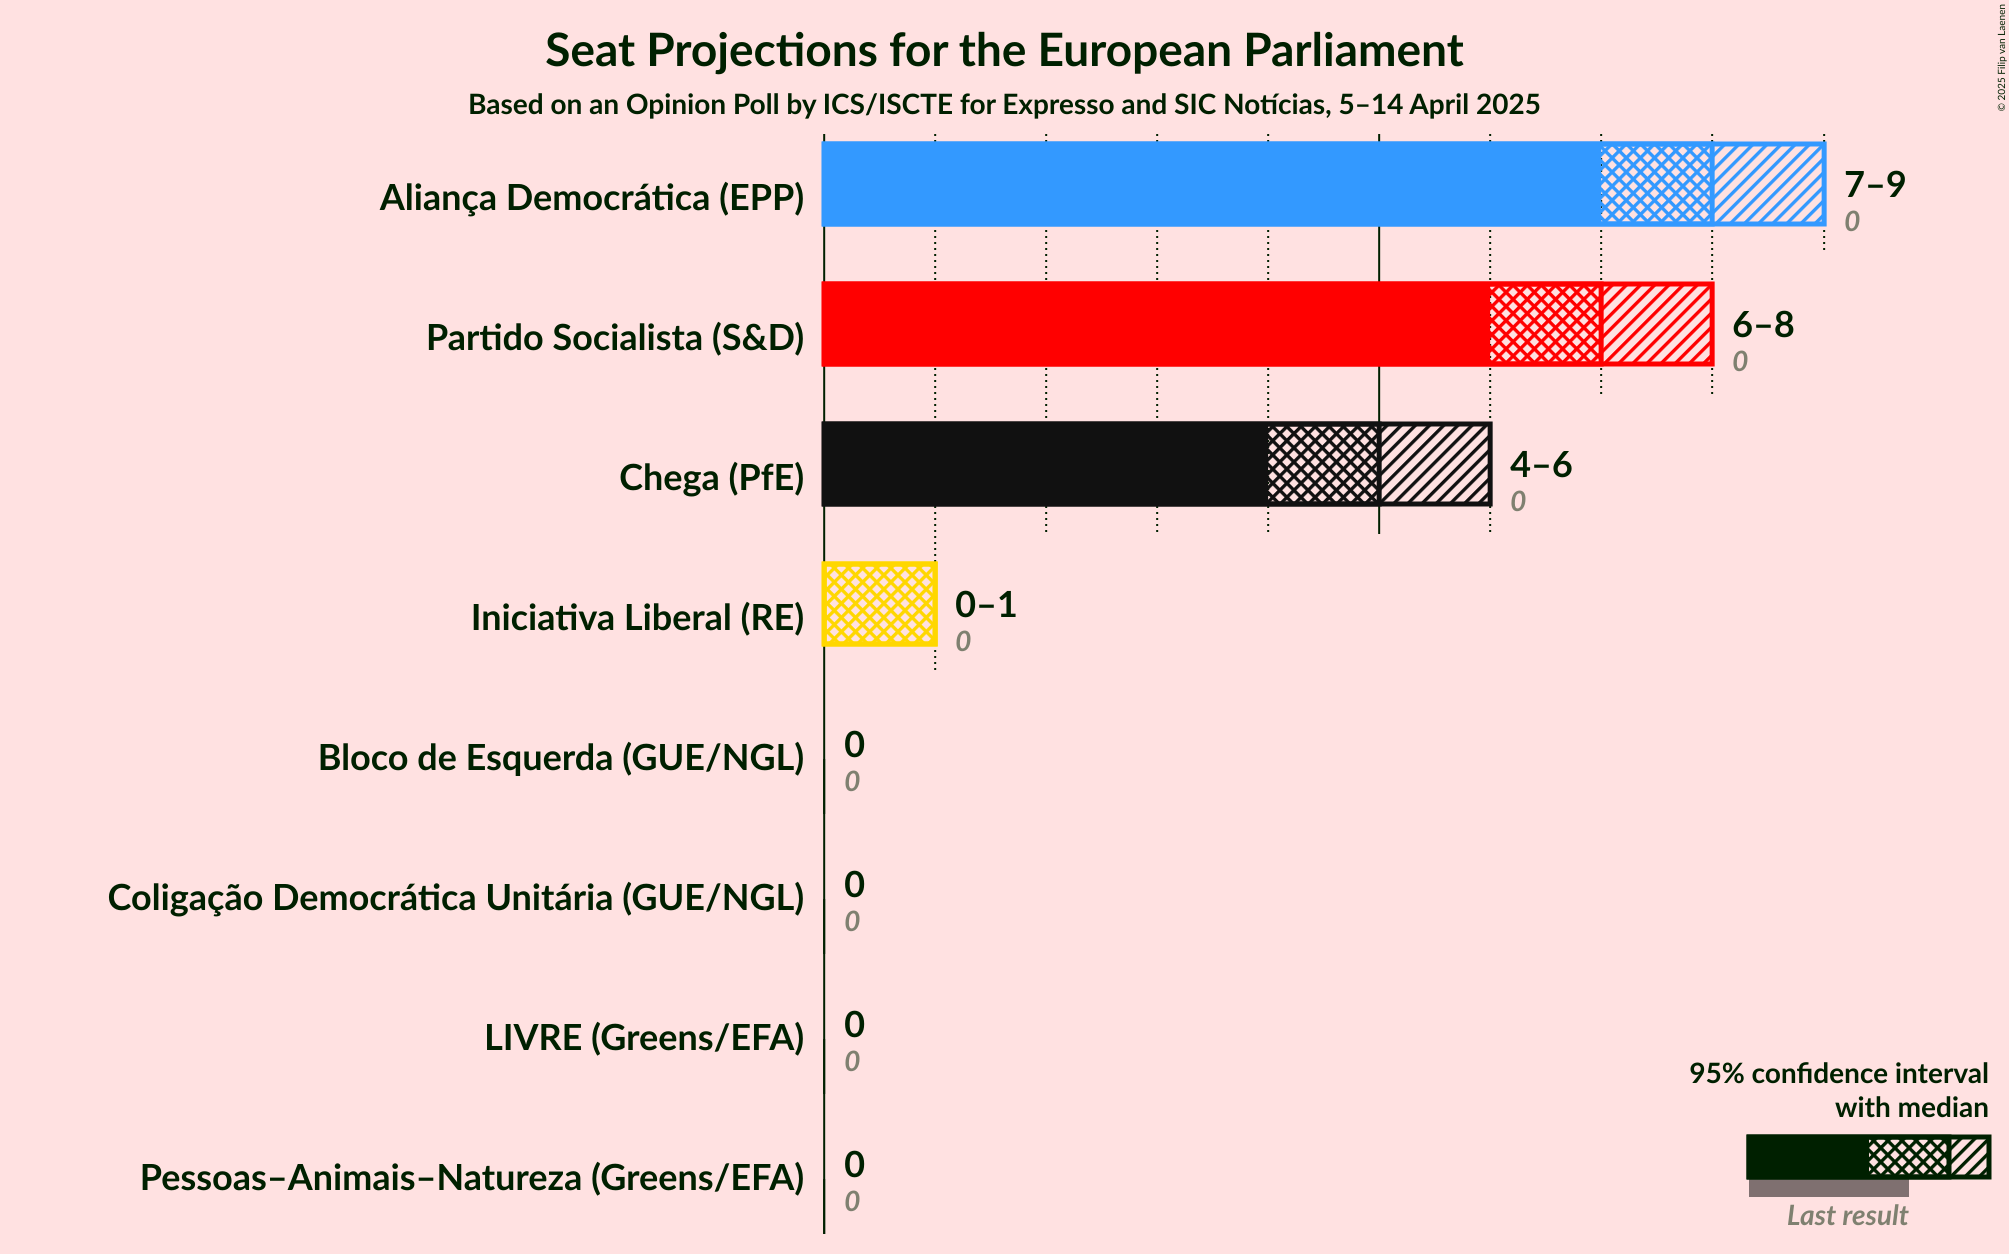 Seat Projections for the European Parliament
Based on an Opinion Poll by ICS/ISCTE for Expresso and SIC Notícias, 5–14 April 2025
© 2025 Filip van Laenen
Aliança Democrática (EPP)
7–9
0
Partido Socialista (S&D)
6–8
0
Chega (PfE)
4–6
0
Iniciativa Liberal (RE)
0–1
0
Bloco de Esquerda (GUE/NGL)
0
0
Coligação Democrática Unitária (GUE/NGL)
0
0
LIVRE (Greens/EFA)
0
0
Pessoas–Animais–Natureza (Greens/EFA)
0
0
95% confidence interval
with median
Last result